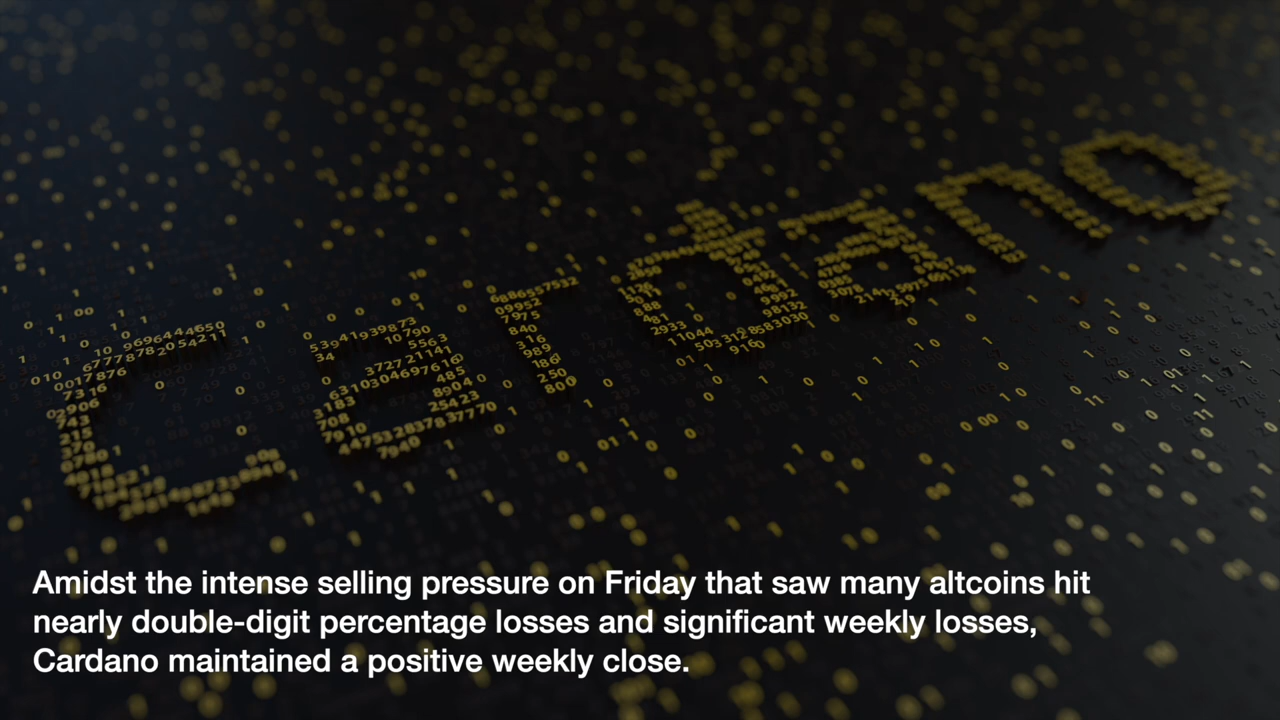 Cardano
Amidst the intense selling pressure on Friday that saw many altcoins hit
nearly double-digit percentage losses and significant weekly losses,
Cardano maintained a positive weekly close.